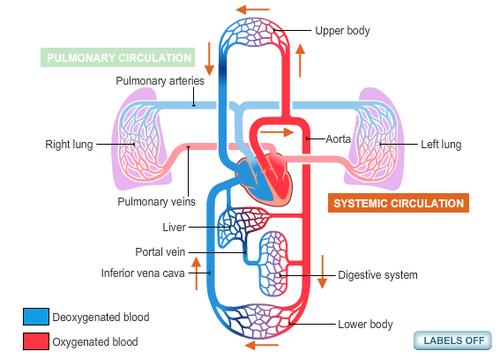 Upper body
PULMONARY CIRCULATION
Pulmonary arteries
Right lung
Aorta
Left lung
Pulmonary veins
SYSTEMIC CIRCULATION
Liver
Portal vein
Inferior vena cava
Digestive system
Deoxygenated blood
Lower body
Oxygenated blood
LABELS OFF